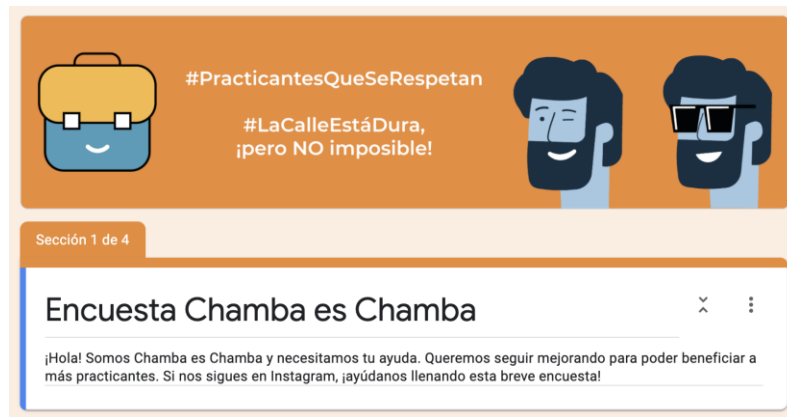 #PracticantesQueSeRespetan
#LaCalleEstáDura,
¡pero NO imposible!
Sección 1 de 4
Encuesta Chamba es Chamba
¡Hola! Somos Chamba es Chamba y necesitamos tu ayuda. Queremos seguir mejorando para poder beneficiar a
más practicantes. Si nos sigues en Instagram, ¡ayúdanos llenando esta breve encuesta!